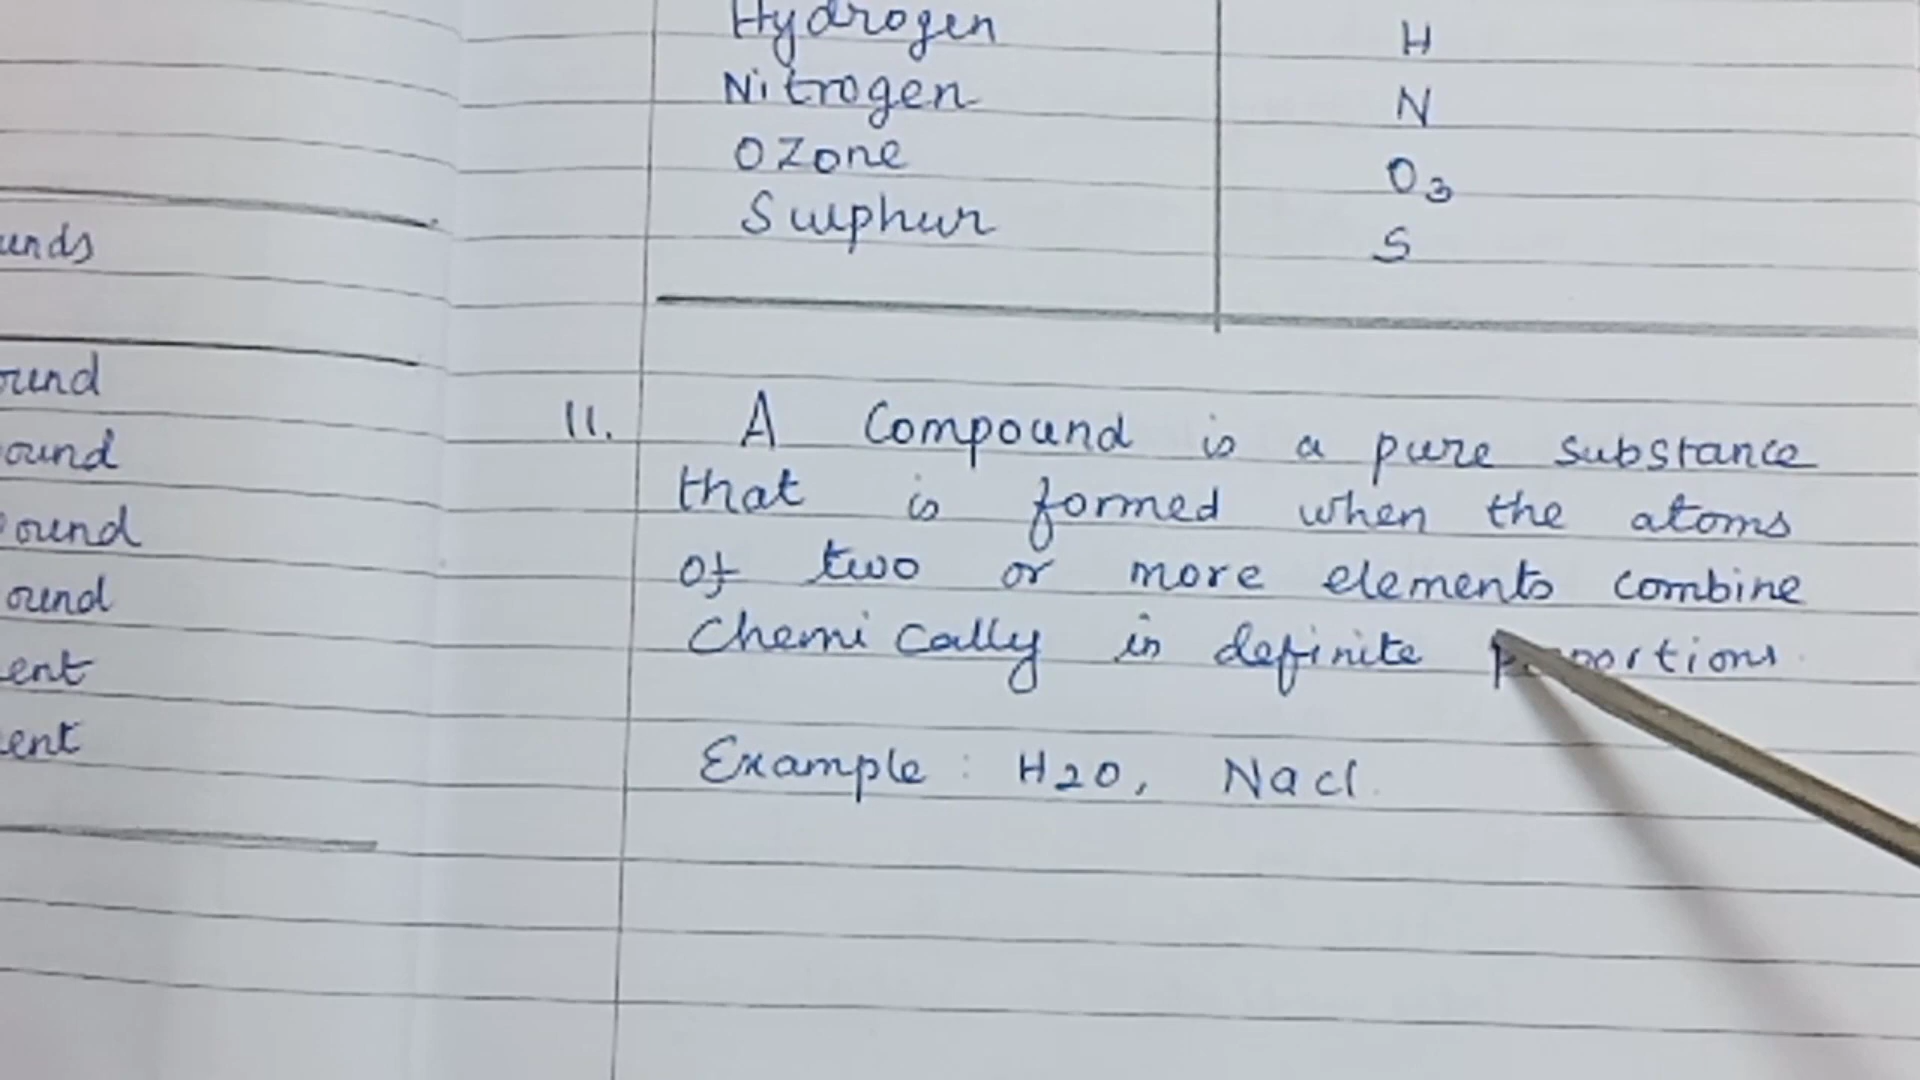 unds
ound
ound
ound
ound
ent
ent
Hydrogen H
Nitrogen N
Ozone O3
Sulphur S
11. A Compound is a pure substance
that is formed when the atoms
of two or more elements combine
Chemically in definite proportions.
Example : H2O, NaCl.